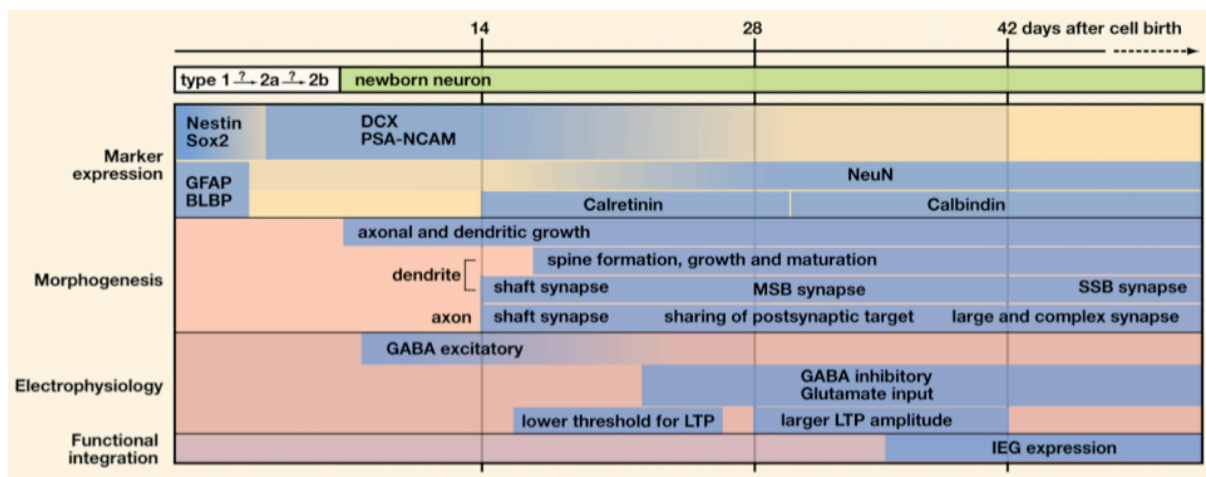 14
28
42 days after cell birth
type 1 ?→ 2a ?→ 2b
newborn neuron
Marker
expression
Nestin
Sox2
DCX
PSA-NCAM
GFAP
BLBP
NeuN
Calretinin
Calbindin
Morphogenesis
axonal and dendritic growth
dendrite
spine formation, growth and maturation
shaft synapse
MSB synapse
SSB synapse
axon
shaft synapse
sharing of postsynaptic target
large and complex synapse
Electrophysiology
GABA excitatory
GABA inhibitory
Glutamate input
lower threshold for LTP
larger LTP amplitude
Functional
integration
IEG expression